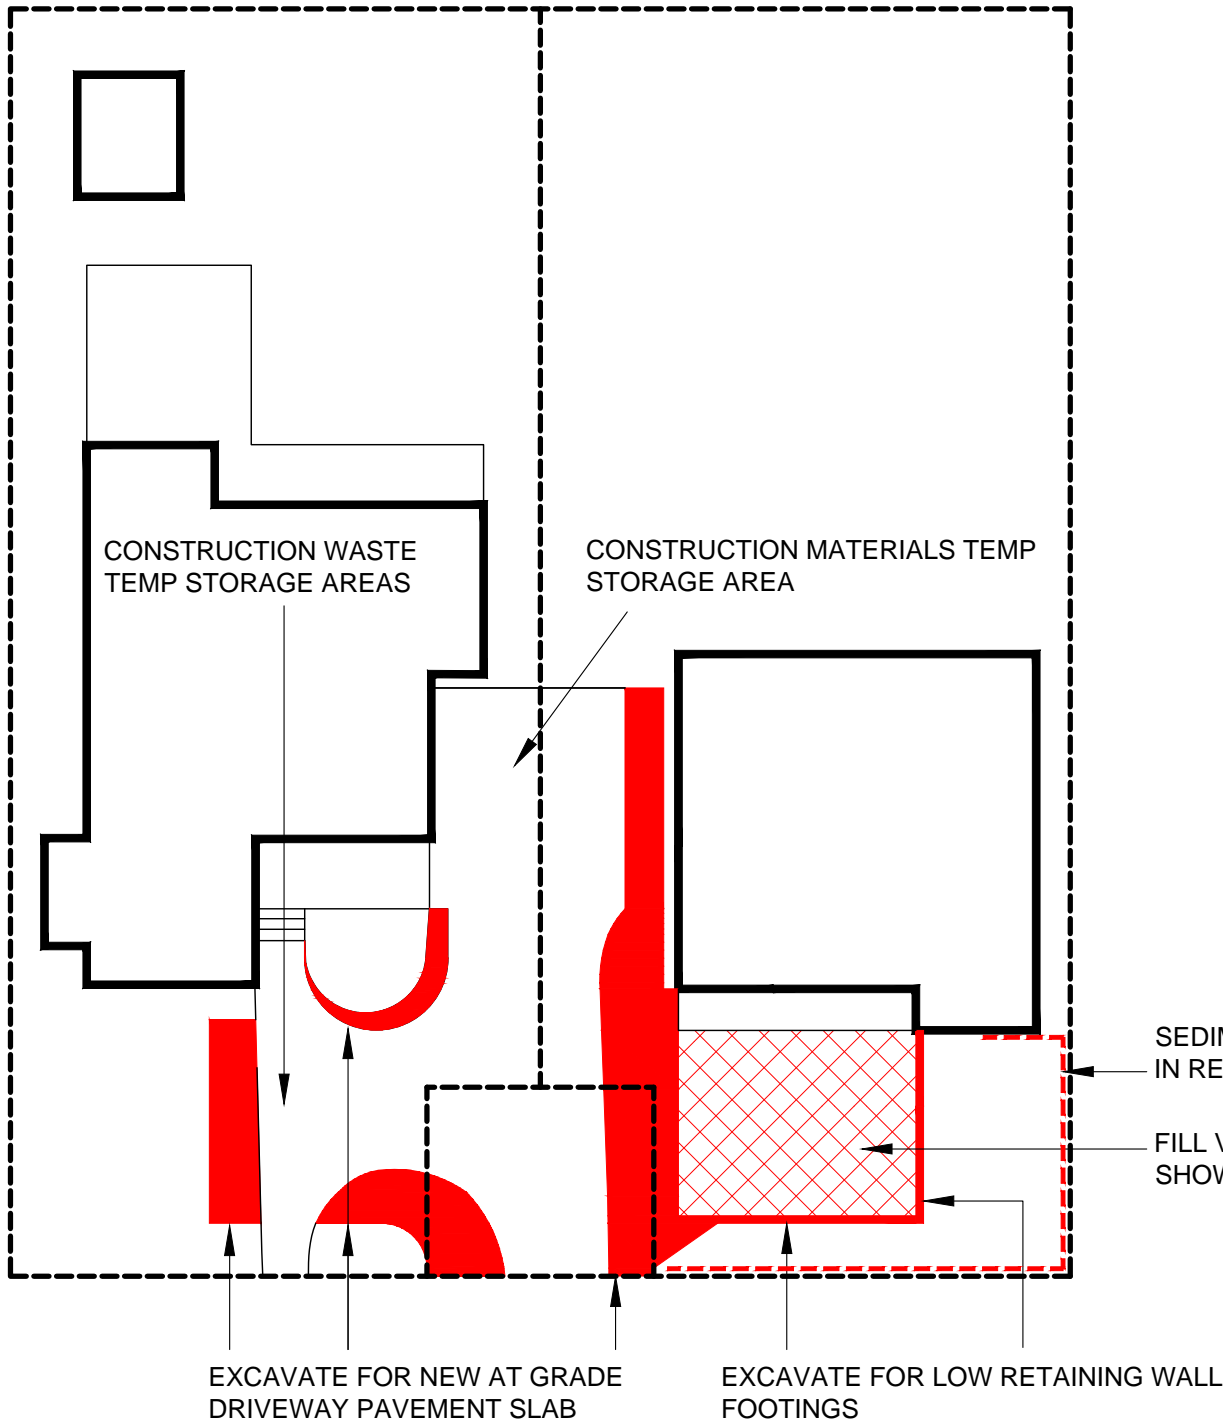 CONSTRUCTION WASTE
TEMP STORAGE AREAS
CONSTRUCTION MATERIALS TEMP
STORAGE AREA
IN
FILL
EXCAVATE FOR NEW AT GRADE
DRIVEWAY PAVEMENT SLAB
EXCAVATE FOR LOW RETAINING WALL
FOOTINGS